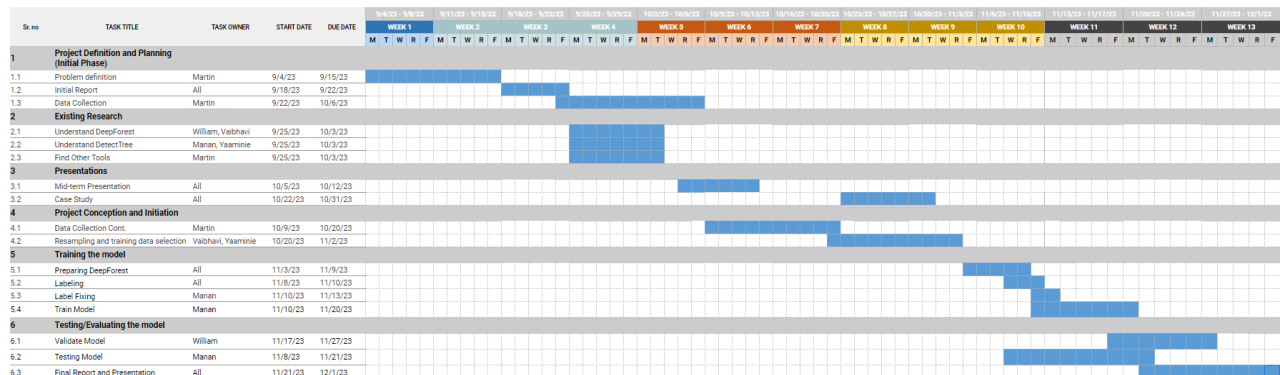 9/4/23 - 9/8/23 9/11/23 - 9/15/23 9/18/23 - 9/22/23 9/25/23 - 9/29/23 10/2/23 - 10/6/23 10/9/23 - 10/13/23 10/16/23 - 10/20/23 10/23/23 - 10/27/23 10/30/23 - 11/3/23 11/6/23 - 11/10/23 11/13/23 - 11/17/23 11/20/23 - 11/24/23 11/27/23 - 12/1/23
Sr. no TASK TITLE TASK OWNER START DATE DUE DATE WEEK 1 WEEK 2 WEEK 3 WEEK 4 WEEK 5 WEEK 6 WEEK 7 WEEK 8 WEEK 9 WEEK 10 WEEK 11 WEEK 12 WEEK 13
M T W R F M T W R F M T W R F M T W R F M T W R F M T W R F M T W R F M T W R F M T W R F M T W R F M T W R F M T W R F M T W R F
1 Project Definition and Planning
(Initial Phase)
1.1 Problem definition Martin 9/4/23 9/15/23
1.2 Initial Report All 9/18/23 9/22/23
1.3 Data Collection Martin 9/22/23 10/6/23
2 Existing Research
2.1 Understand DeepForest William, Vaibhavi 9/25/23 10/3/23
2.2 Understand DetectTree Manan, Yaaminie 9/25/23 10/3/23
2.3 Find Other Tools Martin 9/25/23 10/3/23
3 Presentations
3.1 Mid-term Presentation All 10/5/23 10/12/23
3.2 Case Study All 10/22/23 10/31/23
4 Project Conception and Initiation
4.1 Data Collection Cont. Martin 10/9/23 10/20/23
4.2 Resampling and training data selection Vaibhavi, Yaaminie 10/20/23 11/2/23
5 Training the model
5.1 Preparing DeepForest All 11/3/23 11/9/23
5.2 Labeling All 11/8/23 11/10/23
5.3 Label Fixing Manan 11/10/23 11/13/23
5.4 Train Model Manan 11/10/23 11/20/23
6 Testing/Evaluating the model
6.1 Validate Model William 11/17/23 11/27/23
6.2 Testing Model Manan 11/8/23 11/21/23
6.3 Final Report and Presentation All 11/21/23 12/1/23